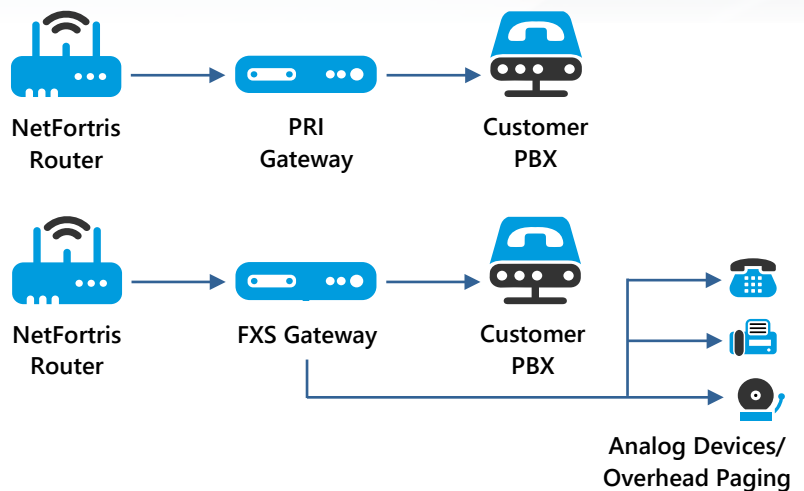 NetFortris
Router
PRI
Gateway
Customer
PBX
NetFortris
Router
FXS Gateway
Customer
PBX
Analog Devices/
Overhead Paging